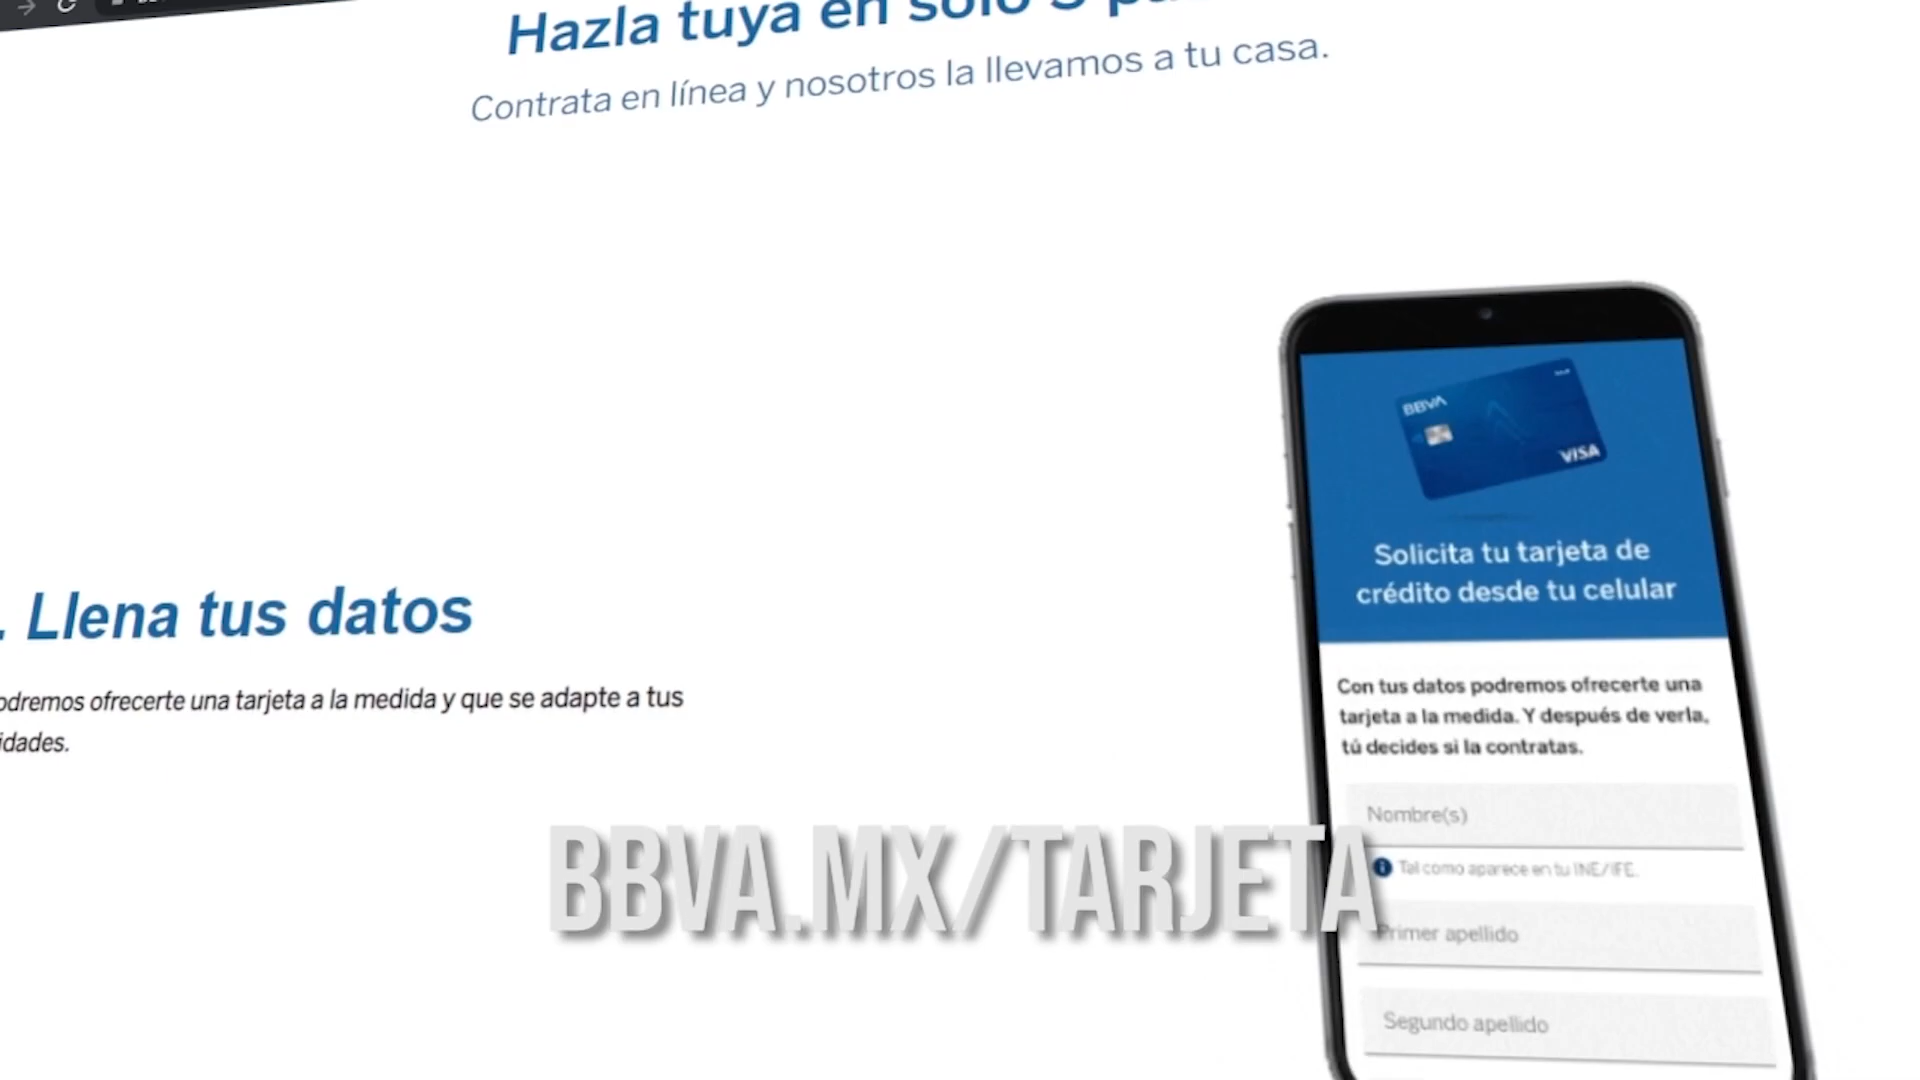 Hazla tuya en solo 3
Contrata en línea y nosotros la llevamos a tu casa.
. Llena tus datos
ofrecerte una tarjeta a la medida y que se adapte a tus
BBVA
VISA
Solicita tu tarjeta de
crédito desde tu celular
Con tus datos podremos ofrecerte una
tarjeta a la medida. Y después de verla,
tú decides si la contratas.
Nombre(s)
Tal como aparece en tu INE/IFE.
Primer apellido
Segundo apellido
BBVA.MX/TARJETA